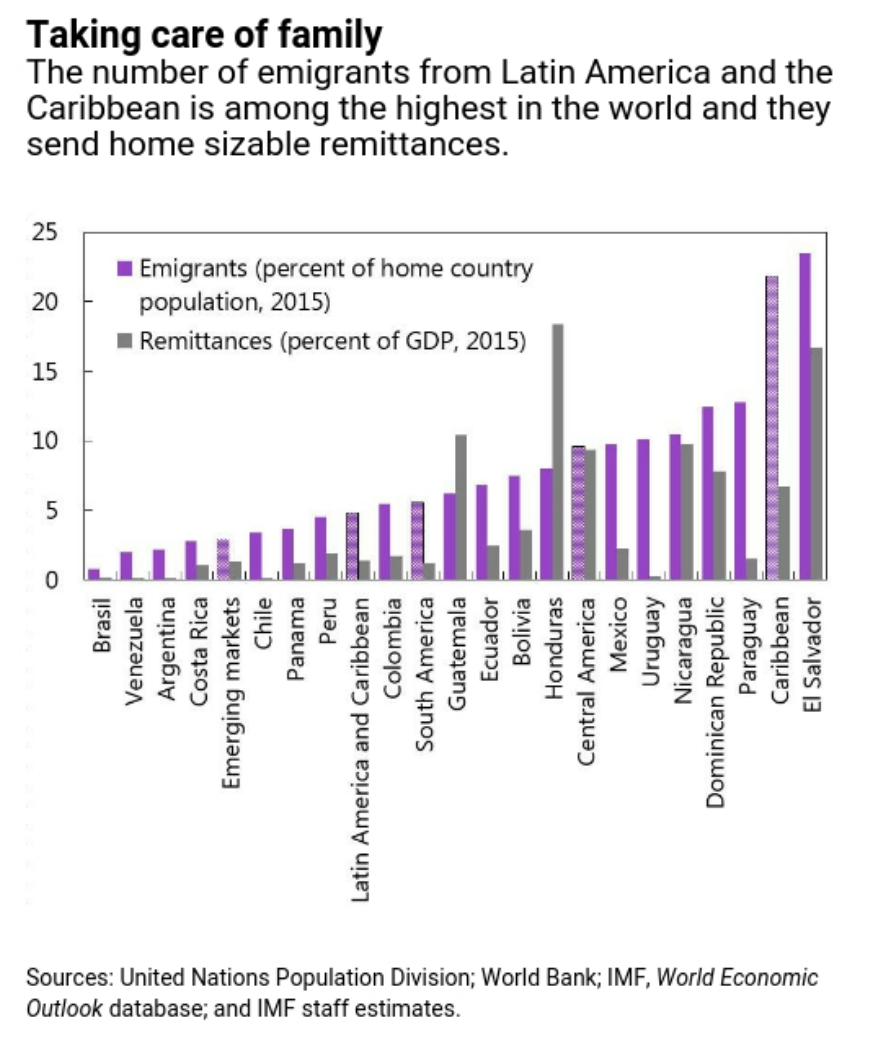 Taking care of family
The number of emigrants from Latin America and the
Caribbean is among the highest in the world and they
send home sizable remittances.
25
20
15
10
5
0
Emigrants (percent of home country
population, 2015)
Remittances (percent of GDP, 2015)
Brasil
Venezuela
Argentina
Costa Rica
Emerging markets
Chile
Panama
Peru
Latin America and Caribbean
Colombia
South America
Guatemala
Ecuador
Bolivia
Honduras
Central America
Mexico
Uruguay
Nicaragua
Dominican Republic
Paraguay
Caribbean
El Salvador
Sources: United Nations Population Division; World Bank; IMF, World Economic
Outlook database; and IMF staff estimates.